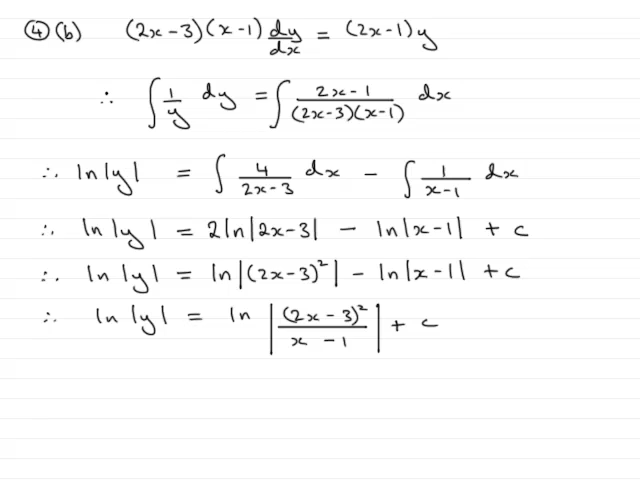 ④ (b) (2x-3)(x-1) dy/dx = (2x-1)y
∴ ∫ 1/y dy = ∫ 2x-1/(2x-3)(x-1) dx
∴ ln|y| = ∫ 4/2x-3 dx - ∫ 1/x-1 dx
∴ ln|y| = 2ln|2x-3| - ln|x-1| + c
∴ ln|y| = ln|(2x-3)²| - ln|x-1| + c
∴ ln|y| = ln |(2x-3)²/x-1| + c